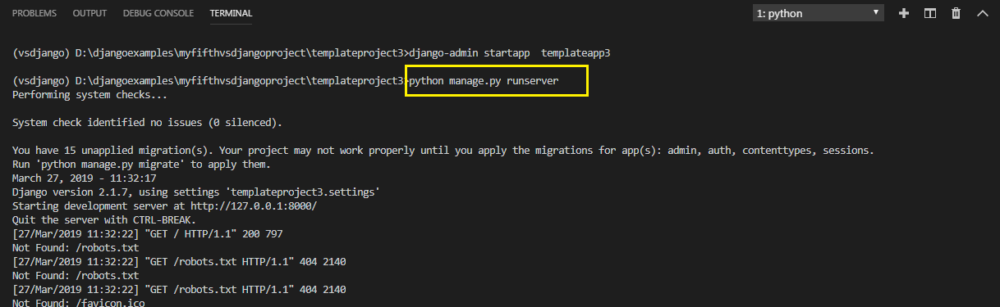 PROBLEMS OUTPUT DEBUG CONSOLE TERMINAL 1: python
(vsdjango) D:\djangoexamples\myfifthvsdjangoproject\templateproject3>django-admin startapp  templateapp3
(vsdjango) D:\djangoexamples\myfifthvsdjangoproject\templateproject3>python manage.py runserver
Performing system checks...
System check identified no issues (0 silenced).
You have 15 unapplied migration(s). Your project may not work properly until you apply the migrations for app(s): admin, auth, contenttypes, sessions.
Run 'python manage.py migrate' to apply them.
March 27, 2019 - 11:32:17
Django version 2.1.7, using settings 'templateproject3.settings'
Starting development server at http://127.0.0.1:8000/
Quit the server with CTRL-BREAK.
[27/Mar/2019 11:32:22] "GET / HTTP/1.1" 200 797
Not Found: /robots.txt
[27/Mar/2019 11:32:22] "GET /robots.txt HTTP/1.1" 404 2140
Not Found: /robots.txt
[27/Mar/2019 11:32:22] "GET /robots.txt HTTP/1.1" 404 2140
Not Found: /favicon.ico